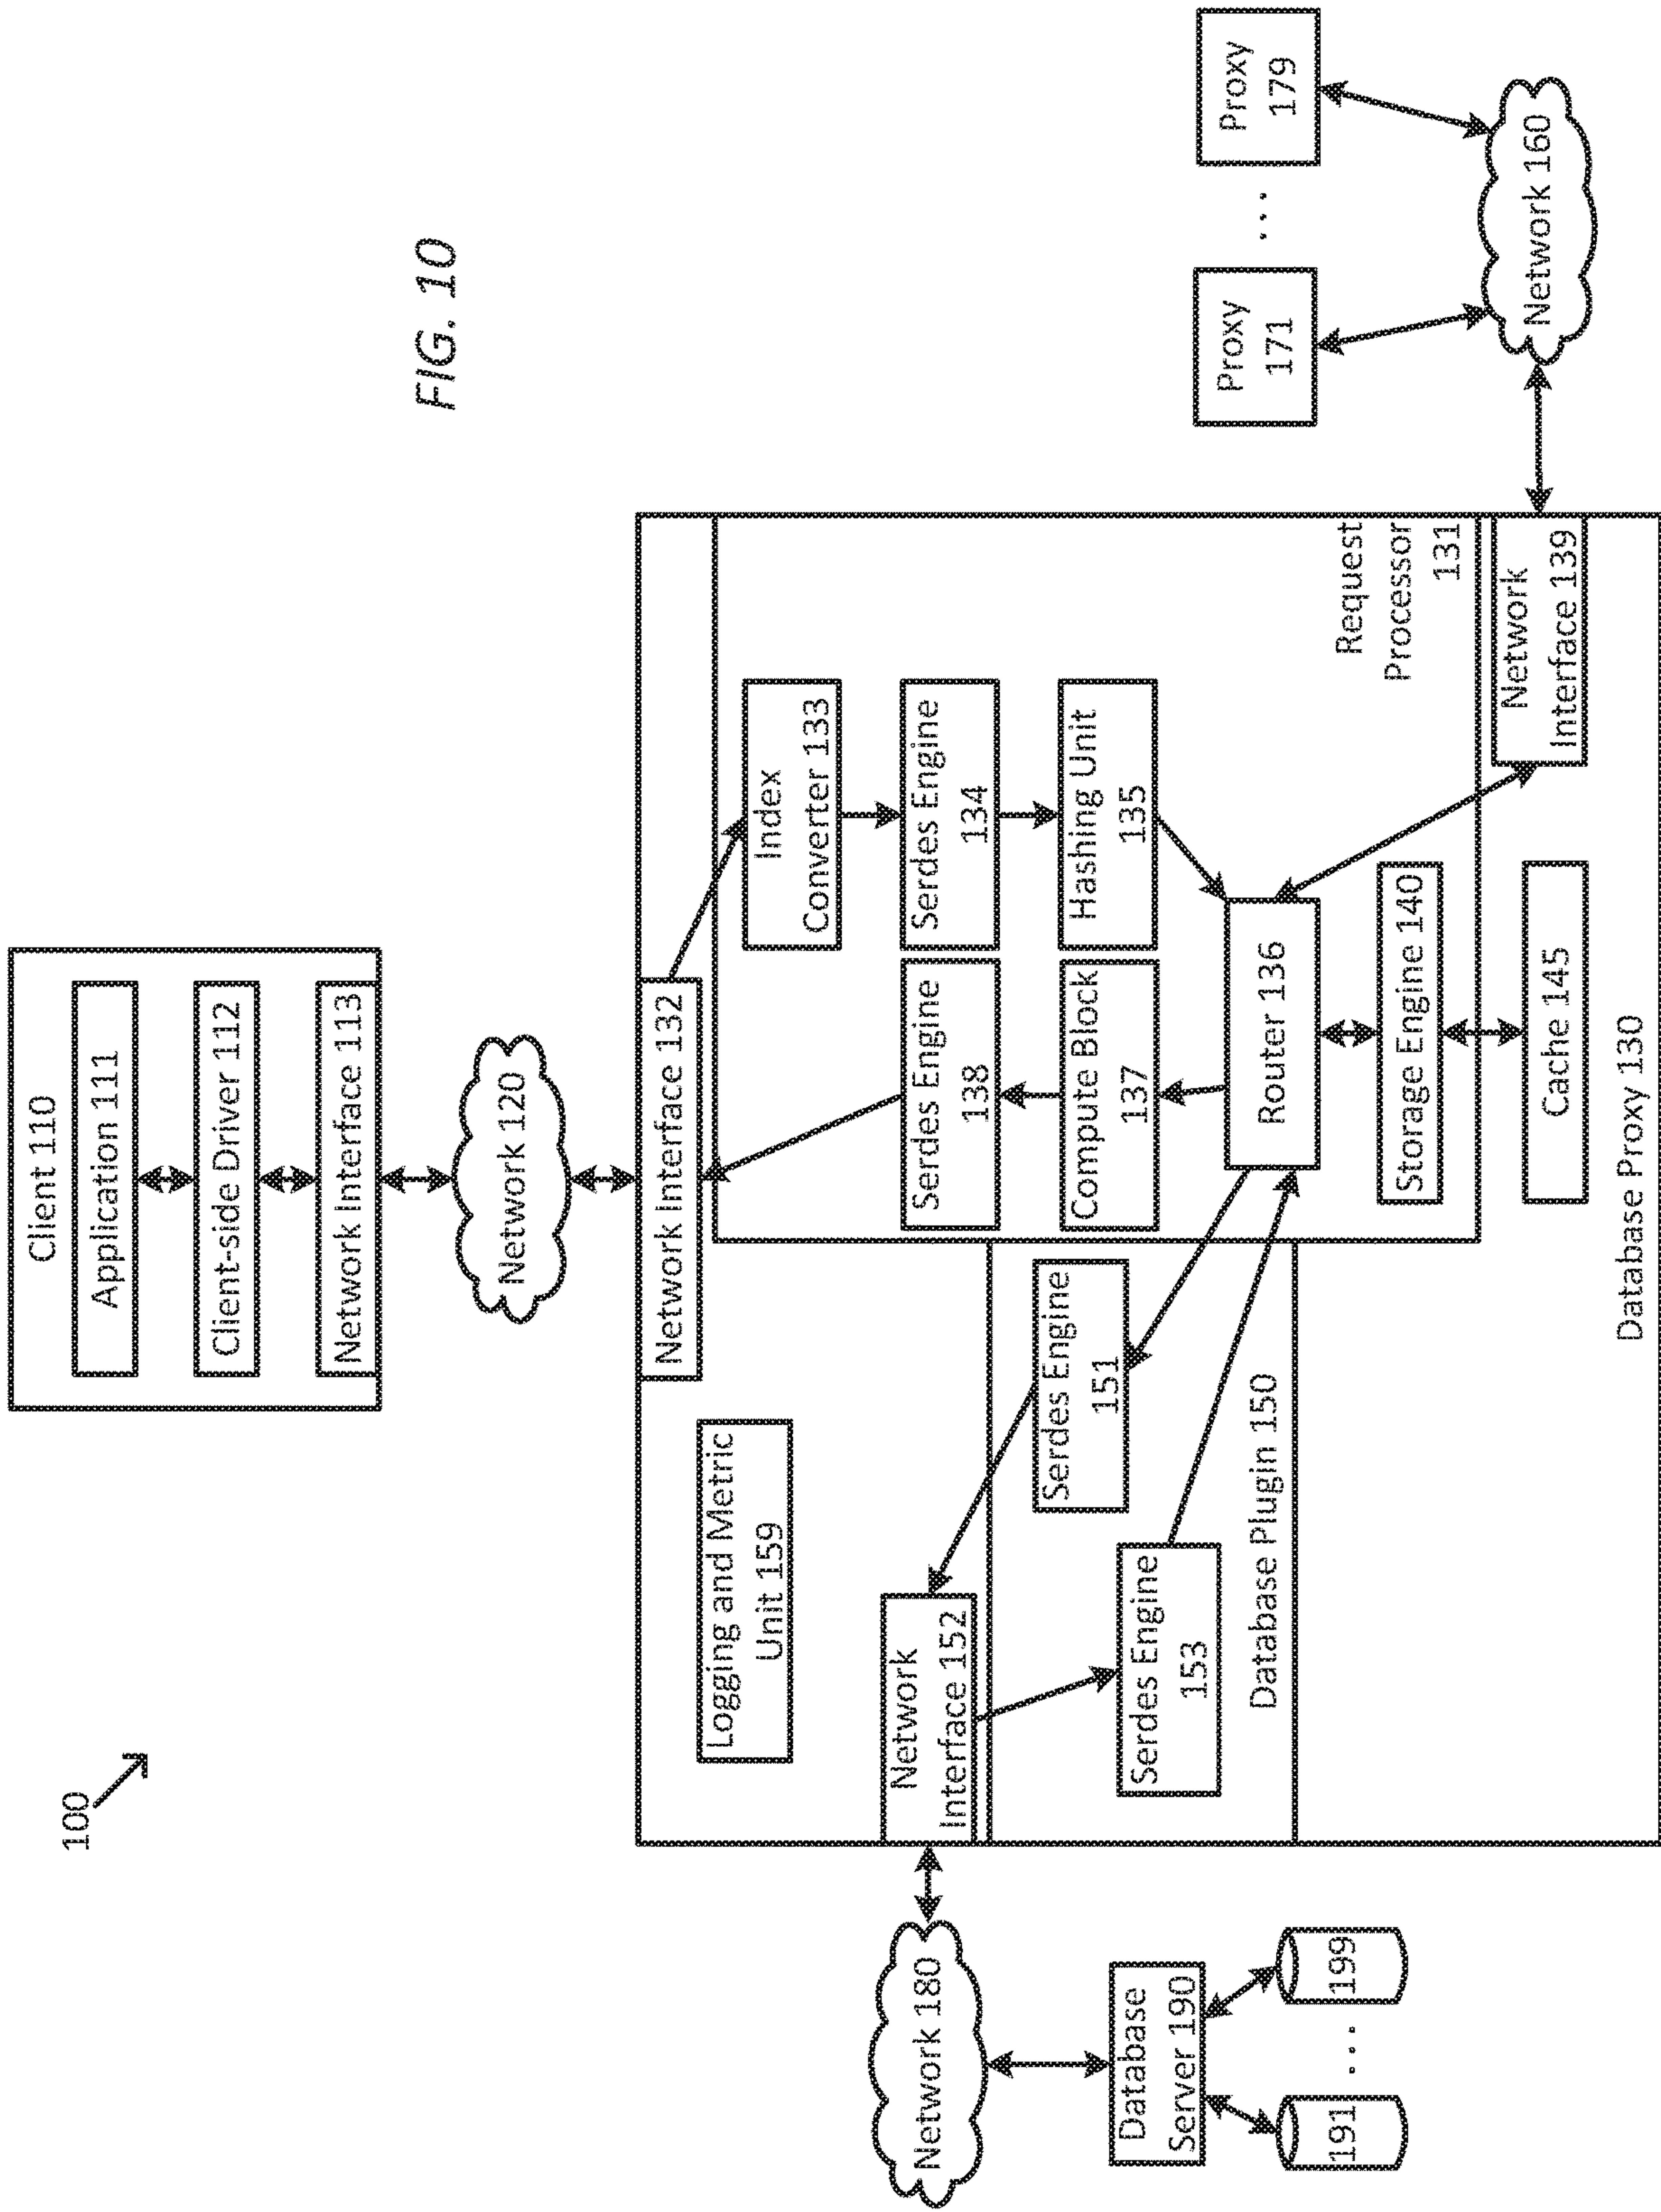 100
FIG. 10
Client 110
Application 111
Client-side Driver 112
Network Interface 113
Network 120
Network Interface 132
Logging and Metric
Unit 159
Index
Converter 133
Serdes Engine
138
Serdes Engine
134
Network
Interface 152
Network 180
Serdes Engine
151
Compute Block
137
Hashing Unit
135
Database
Server 190
Serdes Engine
153
Router 136
Proxy
171
...
Proxy
179
Database Plugin 150
191
...
199
Storage Engine 140
Request
Processor
131
Cache 145
Network
Interface 139
Network 160
Database Proxy 130